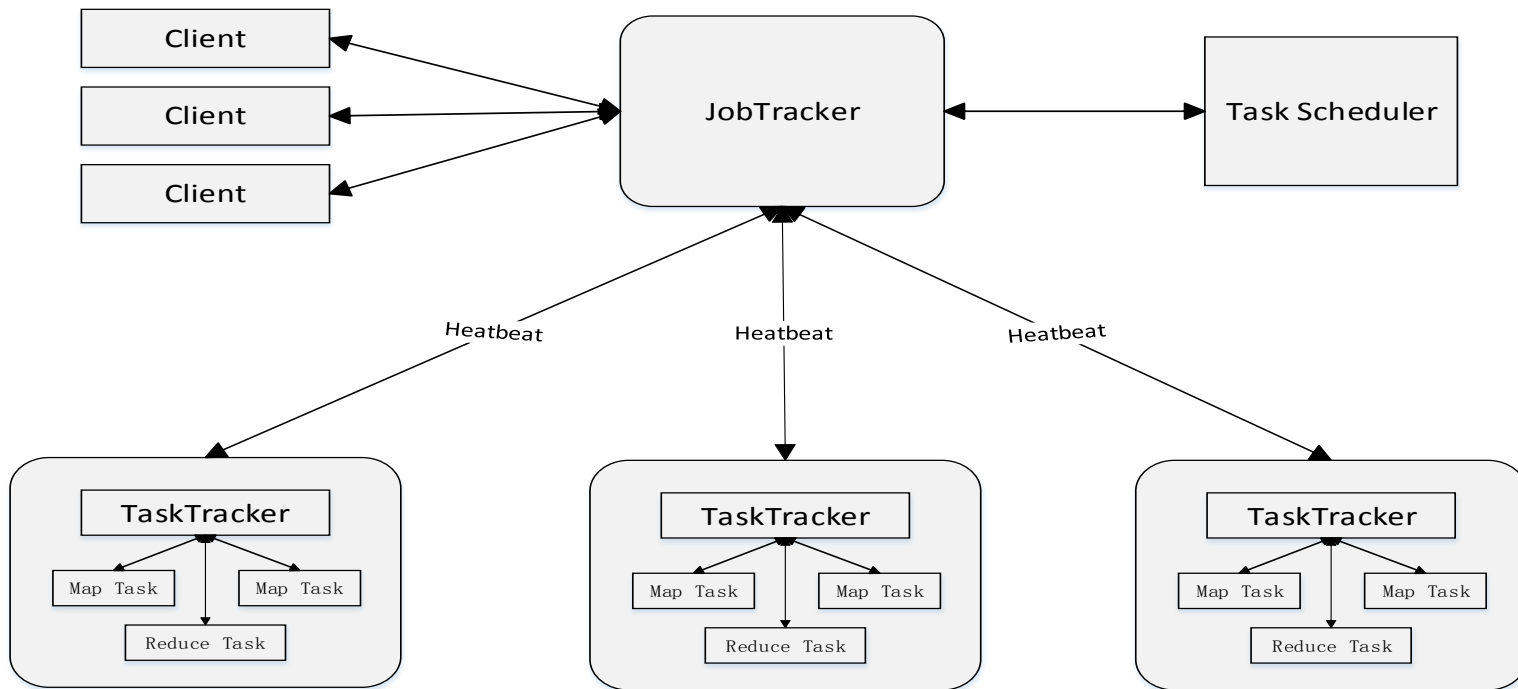 Client
Client
Client
JobTracker
Task Scheduler
Heatbeat
Heatbeat
Heatbeat
TaskTracker
Map Task
Map Task
Reduce Task
TaskTracker
Map Task
Map Task
Reduce Task
TaskTracker
Map Task
Map Task
Reduce Task